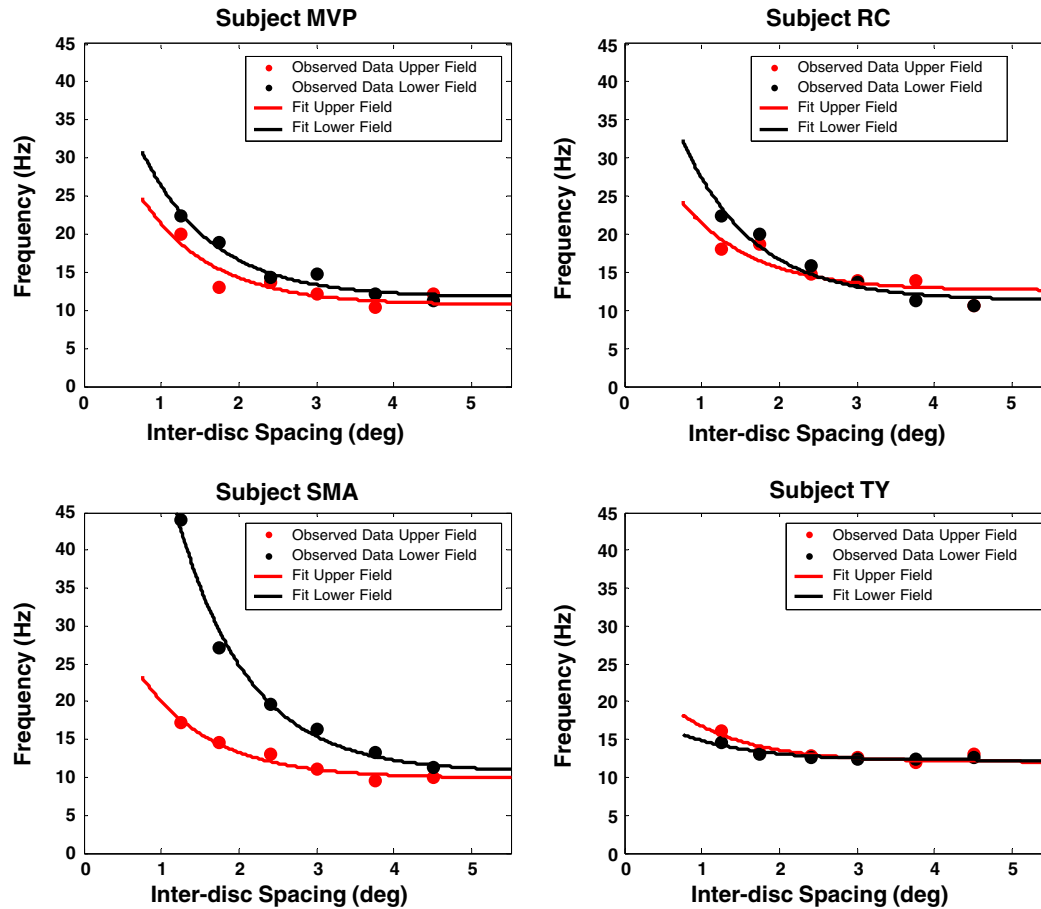 Subject MVP
45
40
35
30
25
20
15
10
5
0
Frequency (Hz)
Observed Data Upper Field
Observed Data Lower Field
Fit Upper Field
Fit Lower Field
0 1 2 3 4 5
Inter-disc Spacing (deg)
Subject RC
45
40
35
30
25
20
15
10
5
0
Frequency (Hz)
Observed Data Upper Field
Observed Data Lower Field
Fit Upper Field
Fit Lower Field
0 1 2 3 4 5
Inter-disc Spacing (deg)
Subject SMA
45
40
35
30
25
20
15
10
5
0
Frequency (Hz)
Observed Data Upper Field
Observed Data Lower Field
Fit Upper Field
Fit Lower Field
0 1 2 3 4 5
Inter-disc Spacing (deg)
Subject TY
45
40
35
30
25
20
15
10
5
0
Frequency (Hz)
Observed Data Upper Field
Observed Data Lower Field
Fit Upper Field
Fit Lower Field
0 1 2 3 4 5
Inter-disc Spacing (deg)